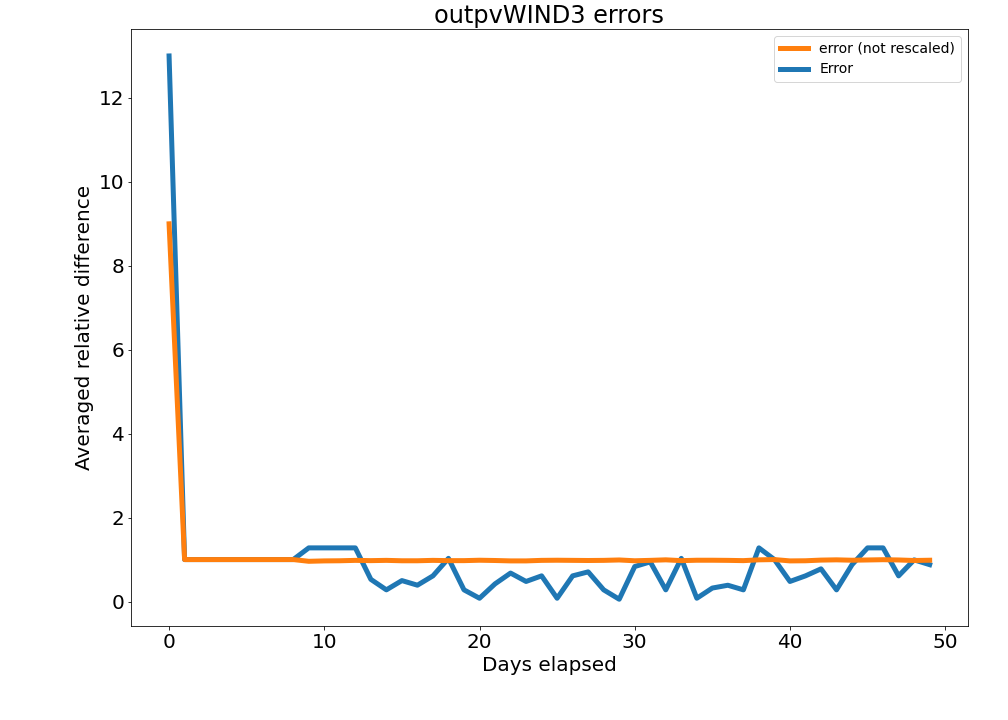 outpvWIND3 errors
error (not rescaled)
Error
Averaged relative difference
12
10
8
6
4
2
0
0 10 20 30 40 50
Days elapsed